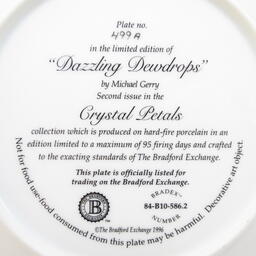 Plate no.
499A
in the limited edition of
"Dazzling Dewdrops"
by Michael Gerry
Second issue in the
Crystal Petals
collection which is produced on hard-fire porcelain in an
edition limited to a maximum of 95 firing days and crafted
to the exacting standards of The Bradford Exchange.
This plate is officially listed for
trading on the Bradford Exchange.
B
BRADEX™
84-B10-586.2
NUMBER
©The Bradford Exchange 1996
Not for food use-food consumed from this plate may be harmful. Decorative art object.